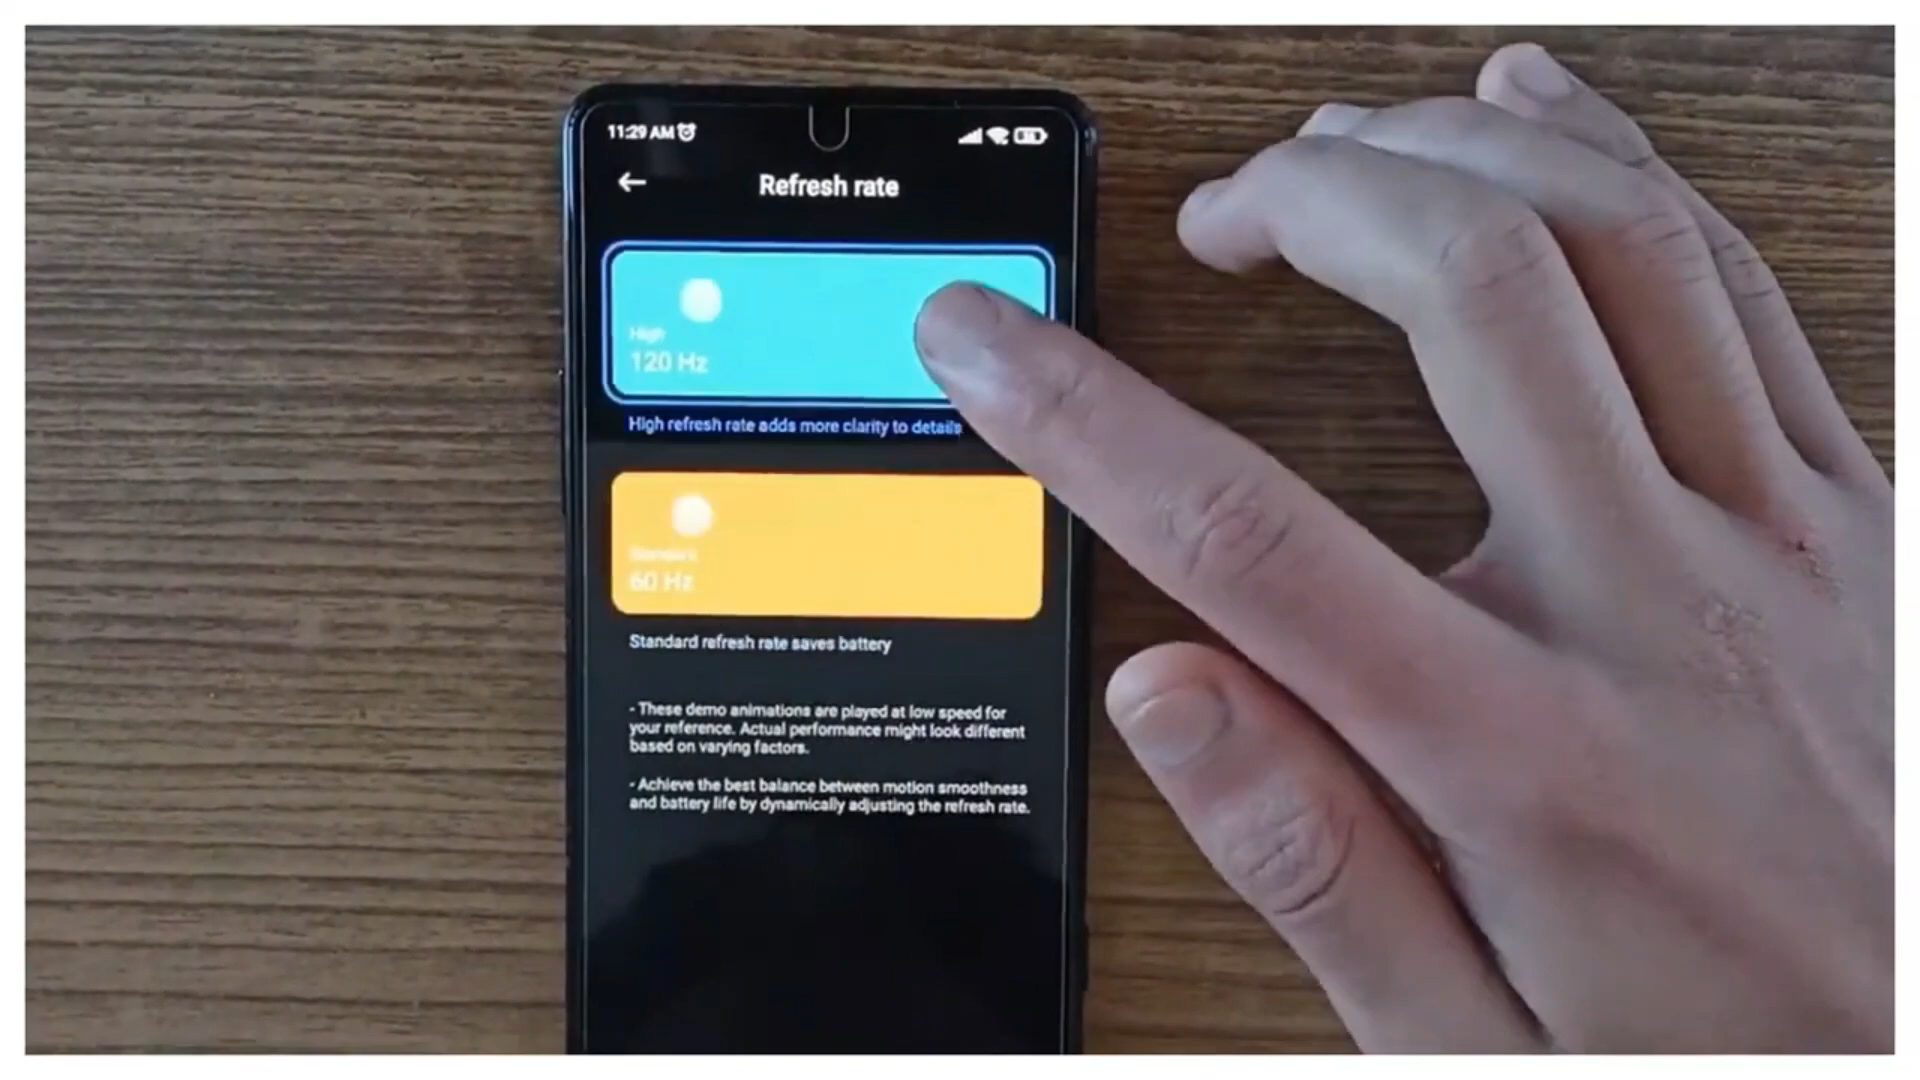 11:29 AM
Refresh rate
High
120 Hz
High refresh rate adds more clarity to details
Standard
60 Hz
Standard refresh rate saves battery
- These demo animations are played at low speed for
your reference. Actual performance might look different
based on varying factors.
- Achieve the best balance between motion smoothness
and battery life by dynamically adjusting the refresh rate.